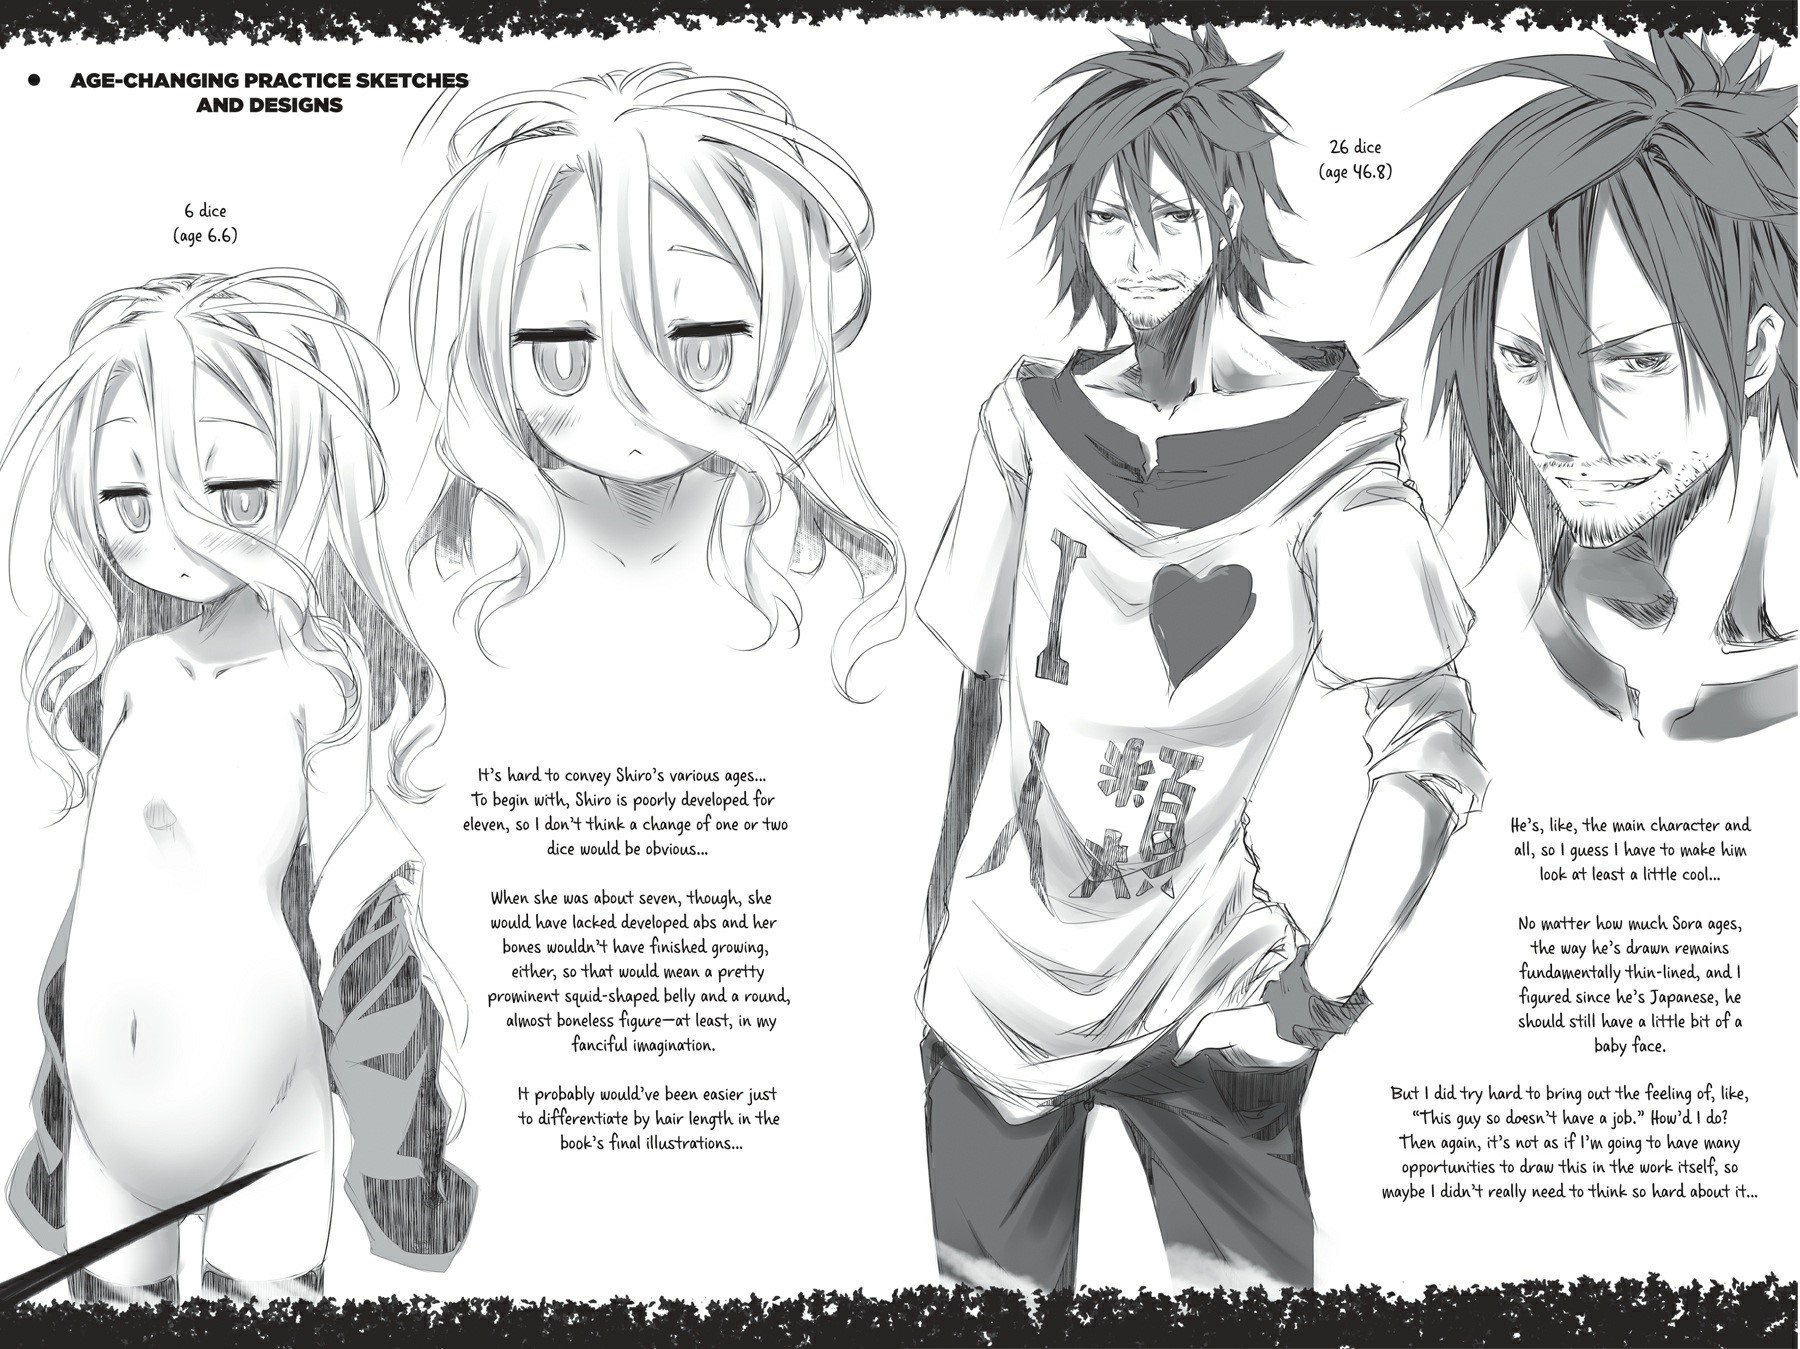 AGE-CHANGING PRACTICE SKETCHES
AND DESIGNS
6 dice
(age 6.6)
It's hard to convey Shiro's various ages...
To begin with, Shiro is poorly developed for
eleven, so I don't think a change of one or two
dice would be obvious...
When she was about seven, though, she
would have lacked developed abs and her
bones wouldn't have finished growing,
either, so that would mean a pretty
prominent squid-shaped belly and a round,
almost boneless figure—at least, in my
fanciful imagination.
It probably would've been easier just
to differentiate by hair length in the
book's final illustrations...
26 dice
(age 46.8)
I ♥
人類
He's, like, the main character and
all, so I guess I have to make him
look at least a little cool...
No matter how much Sora ages,
the way he's drawn remains
fundamentally thin-lined, and I
figured since he's Japanese, he
should still have a little bit of a
baby face.
But I did try hard to bring out the feeling of, like,
“This guy so doesn't have a job.” How'd I do?
Then again, it's not as if I'm going to have many
opportunities to draw this in the work itself, so
maybe I didn't really need to think so hard about it...